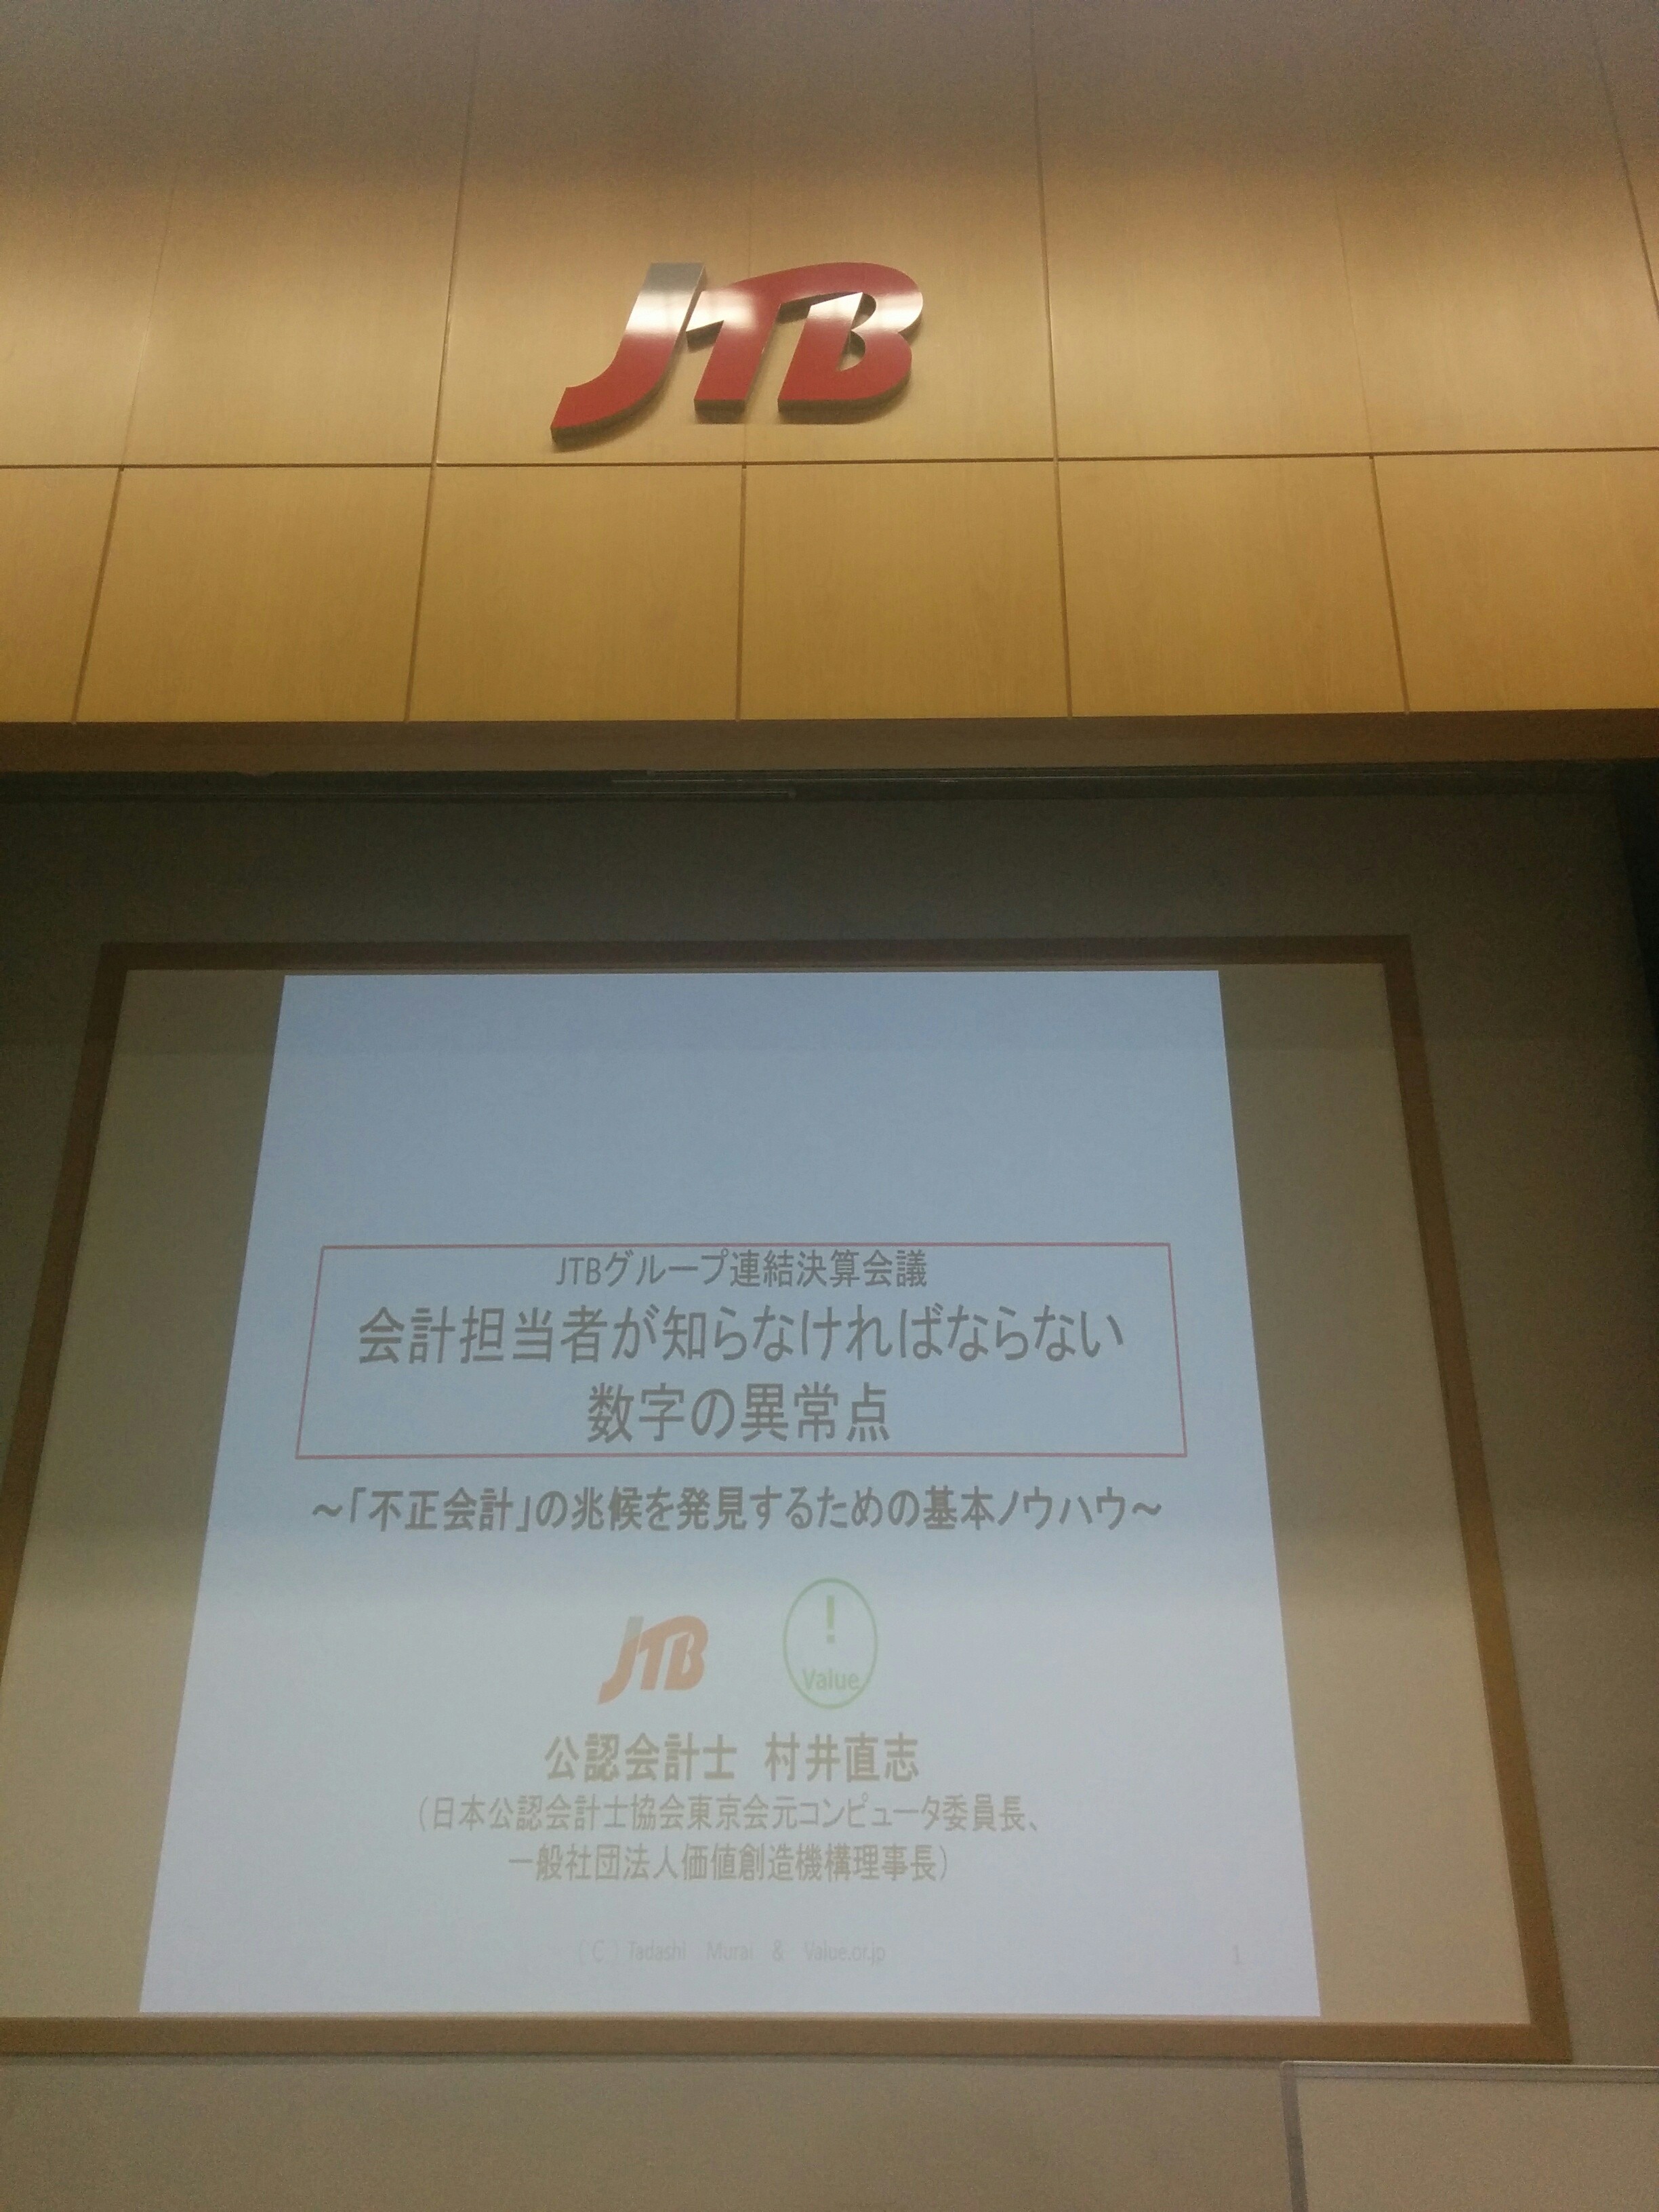 JTB
JTBグループ連結決算会議
会計担当者が知らなければならない
数字の異常点
～「不正会計」の兆候を発見するための基本ノウハウ～
JTB
!
Value
公認会計士 村井直志
（日本公認会計士協会東京会元コンピュータ委員長、
一般社団法人価値創造機構理事長）
( C ) Tadashi Murai & Value.or.jp
1